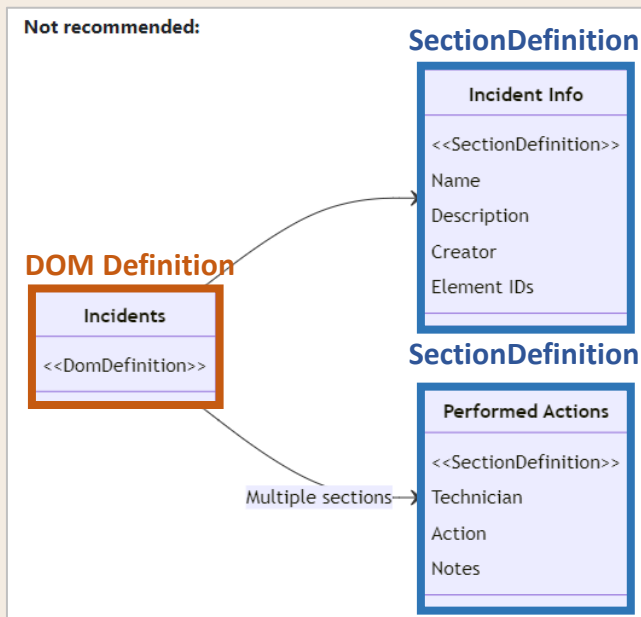 Not recommended:
SectionDefinition
Incident Info
<<SectionDefinition>>
Name
Description
Creator
Element IDs
DOM Definition
Incidents
<<DomDefinition>>
SectionDefinition
Performed Actions
<<SectionDefinition>>
Multiple sections
Technician
Action
Notes